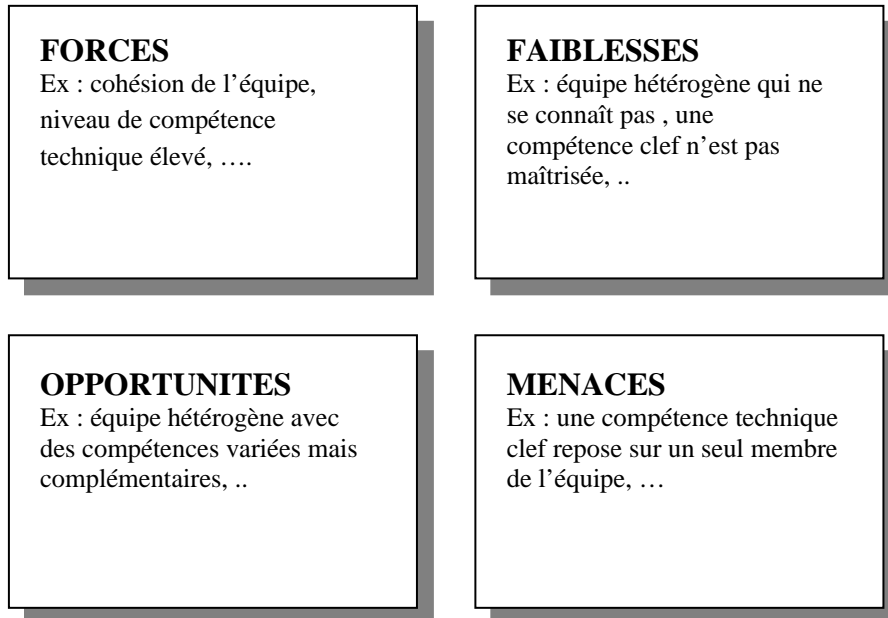 FORCES
Ex : cohésion de l’équipe,
niveau de compétence
technique élevé, ….
FAIBLESSES
Ex : équipe hétérogène qui ne
se connaît pas , une
compétence clef n’est pas
maîtrisée, ..
OPPORTUNITES
Ex : équipe hétérogène avec
des compétences variées mais
complémentaires, ..
MENACES
Ex : une compétence technique
clef repose sur un seul membre
de l’équipe, …